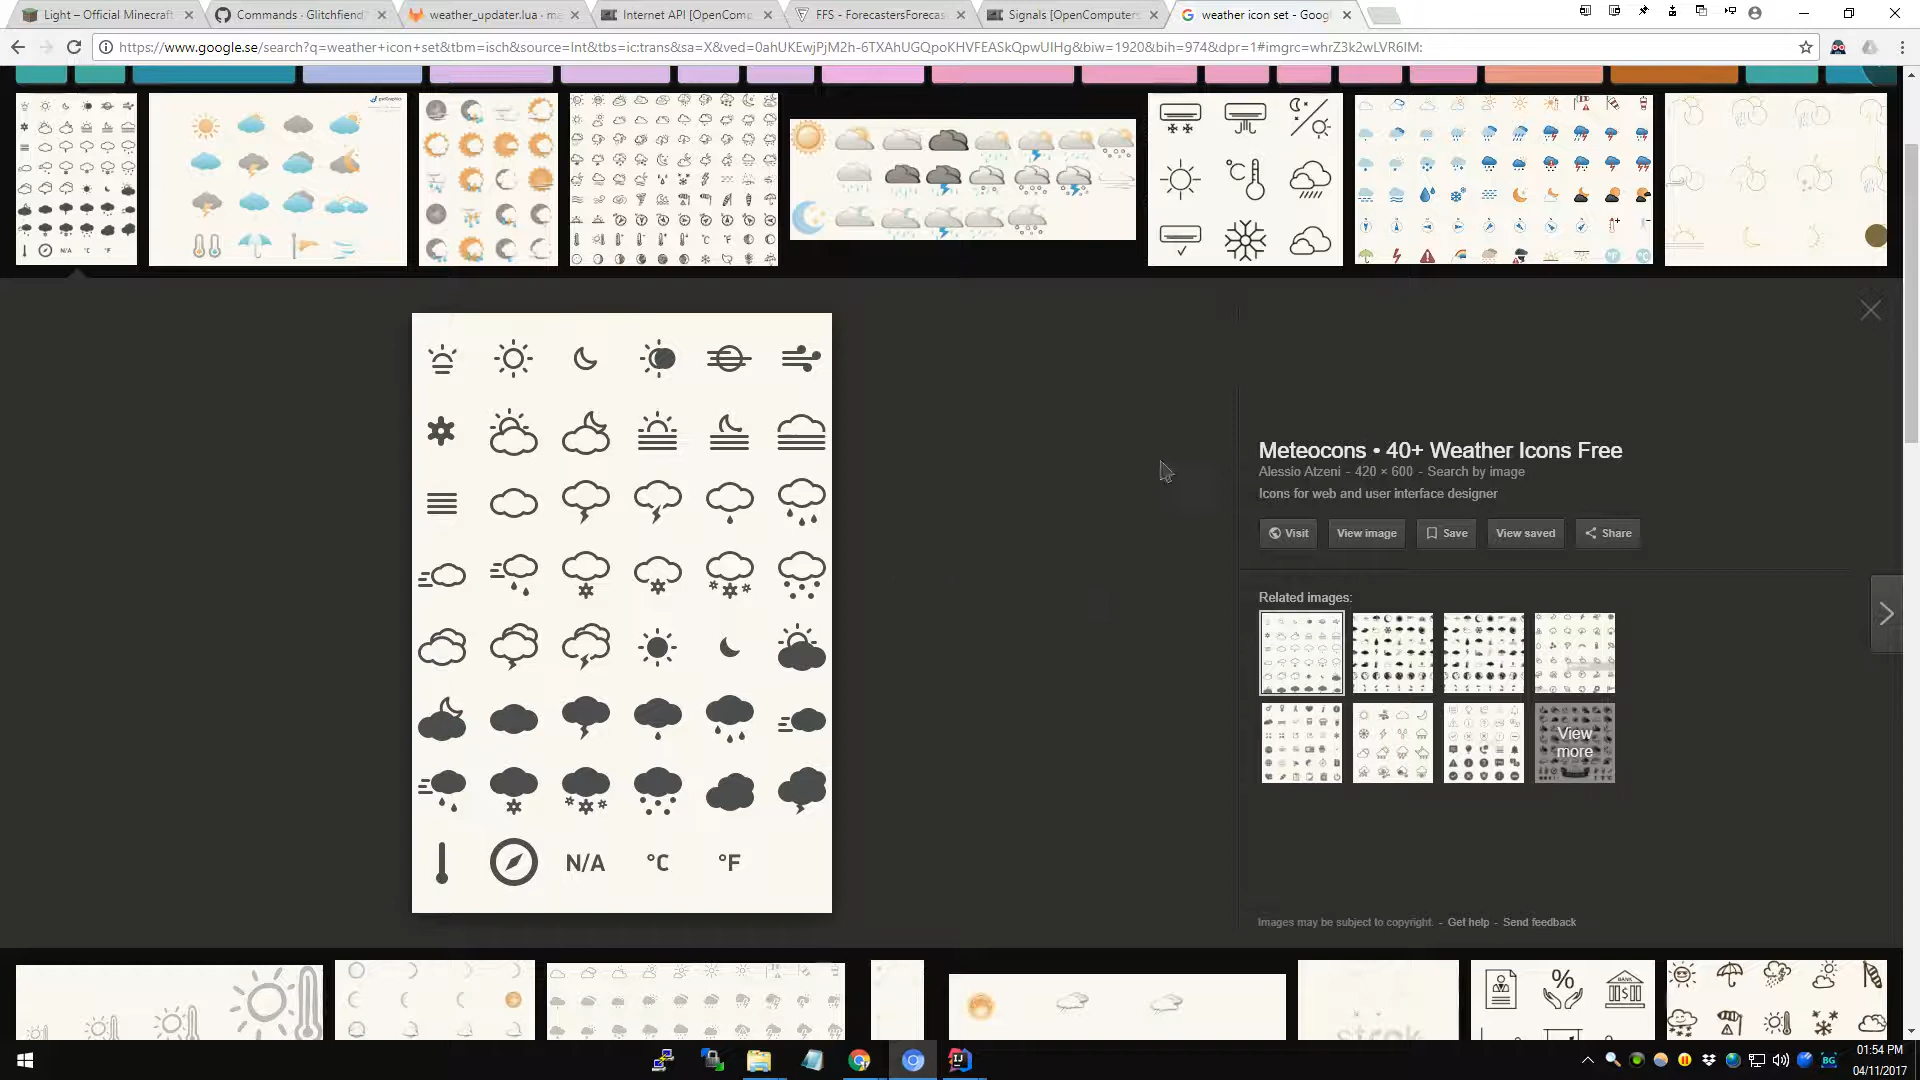 Light – Official Minecraft
Commands · Glitchfiend
weather_updater.lua · ma
Internet API [OpenComp
FFS - ForecastersForecas
Signals [OpenComputers
weather icon set - Googl
https://www.google.se/search?q=weather+icon+set&tbm=isch&source=lnt&tbs=ic:trans&sa=X&ved=0ahUKEwjPjM2h-6TXAhUGQpoKHVFEASkQpwUIHg&biw=1920&bih=974&dpr=1#imgrc=whrZ3k2wLVR6IM:
N/A °C °F
°C °F
°C
N/A °C °F
Meteocons • 40+ Weather Icons Free
Alessio Atzeni - 420 × 600 - Search by image
Icons for web and user interface designer
Visit View image Save View saved Share
Related images:
View
more
Images may be subject to copyright. - Get help - Send feedback
%
BANK
01:54 PM
04/11/2017
BG